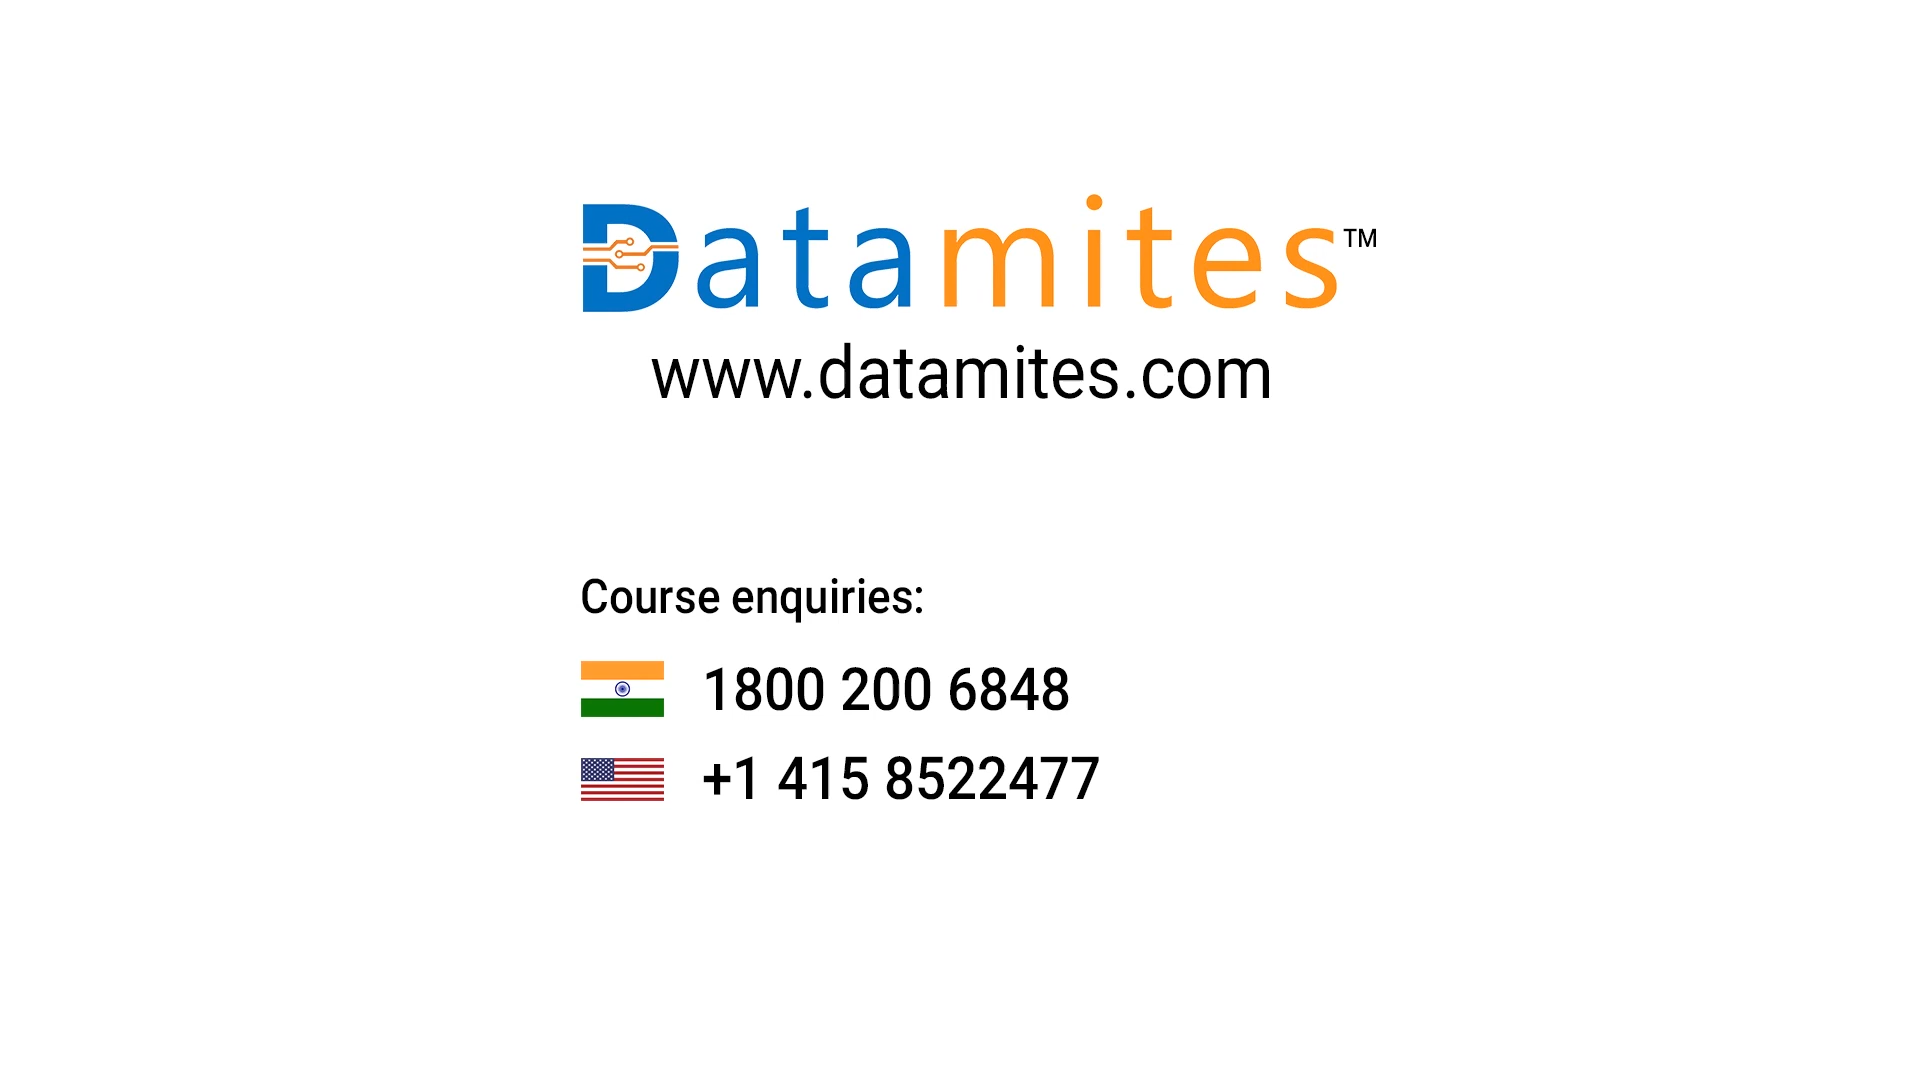 Datamites™
www.datamites.com
Course enquiries:
1800 200 6848
+1 415 8522477